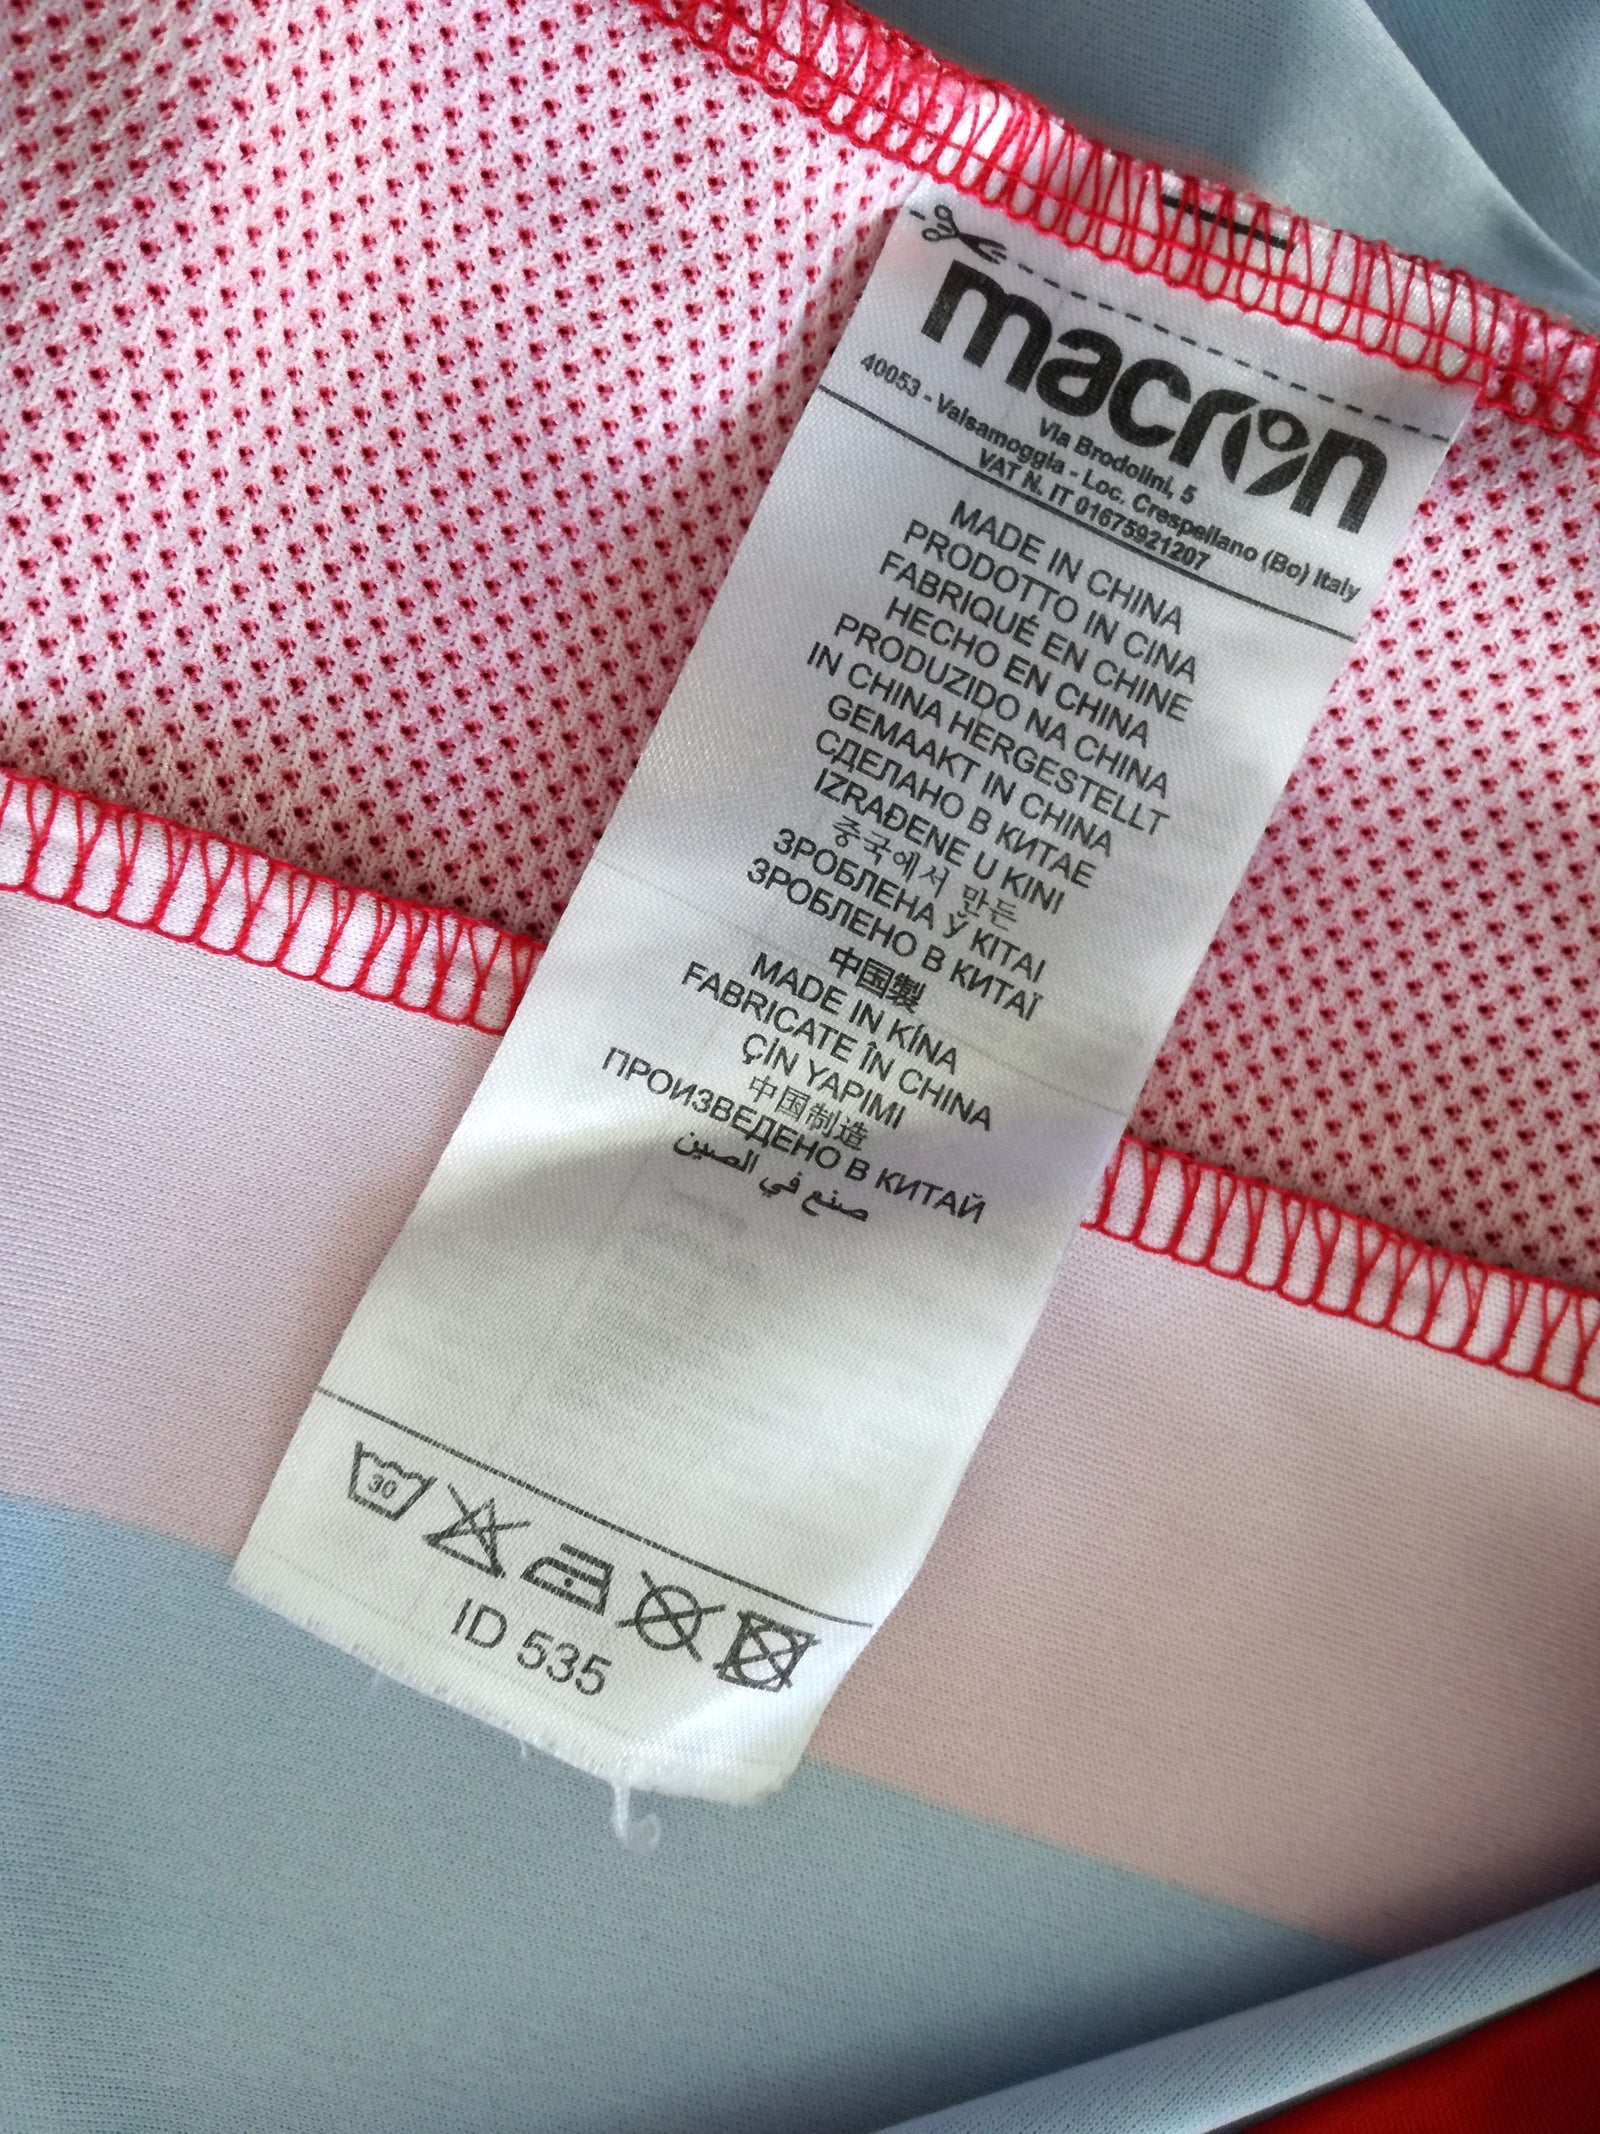 macron
Via Brodolini, 5
40053 - Valsamoggia - Loc. Crespellano (Bo) Italy
VAT N. IT 01675921207
MADE IN CHINA
PRODOTTO IN CINA
FABRIQUÉ EN CHINE
HECHO EN CHINA
PRODUZIDO NA CHINA
IN CHINA HERGESTELLT
GEMAAKT IN CHINA
СДЕЛАНО В КИТАЕ
IZRAĐENE U KINI
중국에서 만든
ЗРОБЛЕНА Ў КІТАІ
ЗРОБЛЕНО В КИТАЇ
中国製
MADE IN KÍNA
FABRICATE ÎN CHINA
ÇİN YAPIMI
中国制造
ПРОИЗВЕДЕНО В КИТАЙ
صنع في الصين
30
ID 535